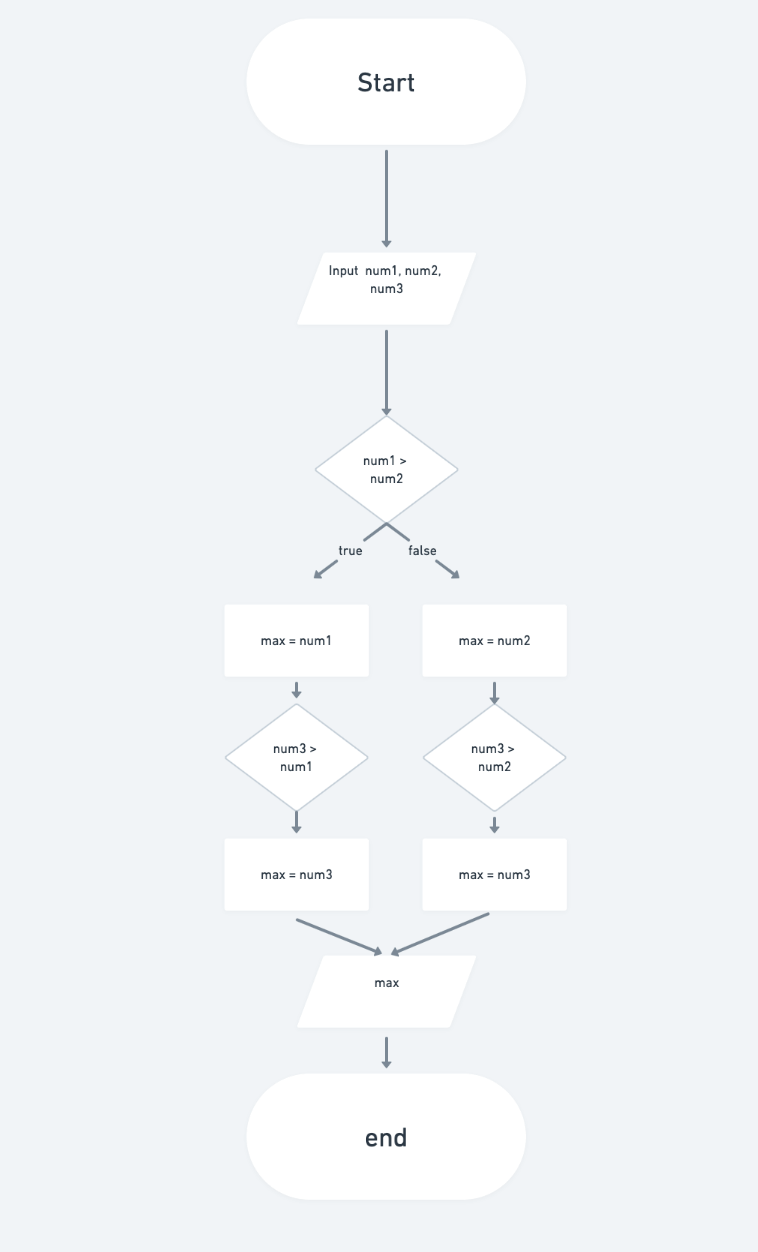 Start
Input  num1, num2,
num3
num1 >
num2
true
false
max = num1
max = num2
num3 >
num1
num3 >
num2
max = num3
max = num3
max
end